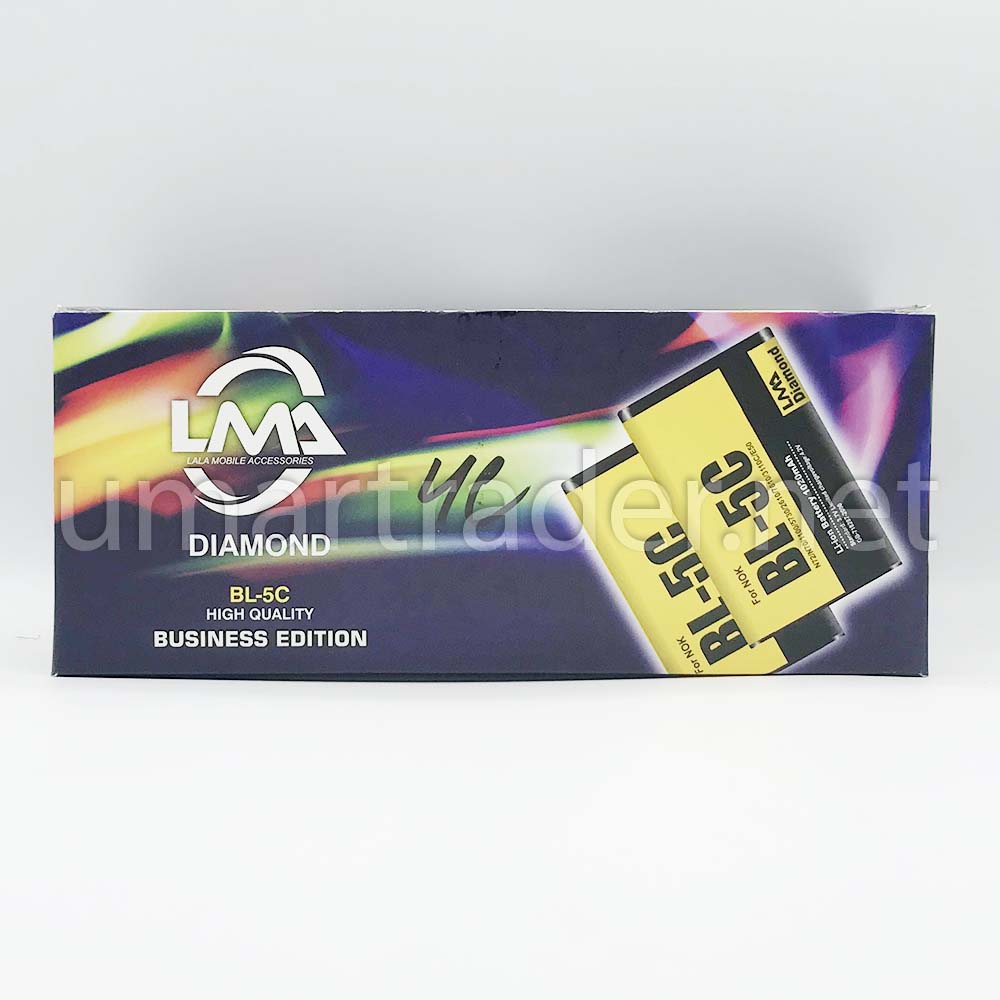 LMA
LALA MOBILE ACCESSORIES
DIAMOND
BL-5C
HIGH QUALITY
BUSINESS EDITION
umartrader.net
LMA
Diamond
Li-ion Battery 1050mAh
BL-5C
For NOK.
BL-5C
For NOK.